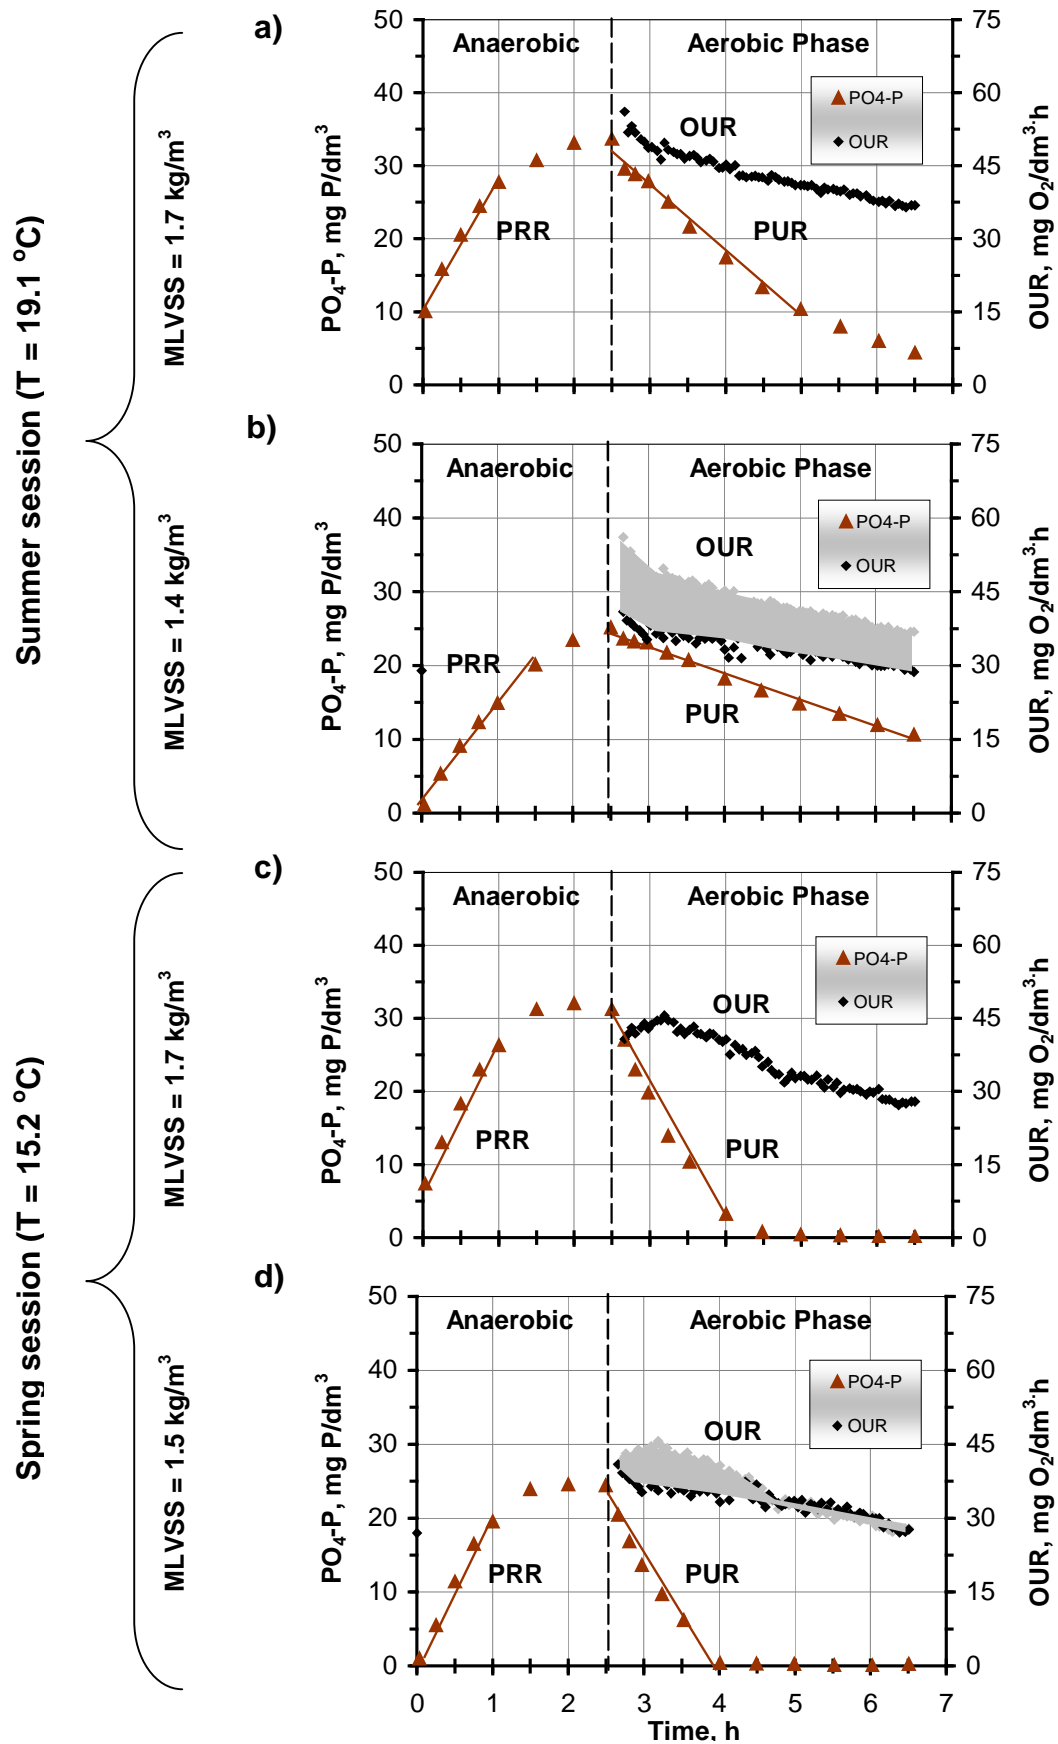 Summer session (T = 19.1 °C)
MLVSS = 1.7 kg/m³
a)
Anaerobic
Aerobic Phase
PO₄-P, mg P/dm³
50
40
30
20
10
0
75
60
45
30
15
0
OUR, mg O₂/dm³·h
PO4-P
OUR
OUR
PRR
PUR
MLVSS = 1.4 kg/m³
b)
Anaerobic
Aerobic Phase
PO₄-P, mg P/dm³
50
40
30
20
10
0
75
60
45
30
15
0
OUR, mg O₂/dm³·h
PO4-P
OUR
OUR
PRR
PUR
Spring session (T = 15.2 °C)
MLVSS = 1.7 kg/m³
c)
Anaerobic
Aerobic Phase
PO₄-P, mg P/dm³
50
40
30
20
10
0
75
60
45
30
15
0
OUR, mg O₂/dm³·h
PO4-P
OUR
OUR
PRR
PUR
MLVSS = 1.5 kg/m³
d)
Anaerobic
Aerobic Phase
PO₄-P, mg P/dm³
50
40
30
20
10
0
75
60
45
30
15
0
OUR, mg O₂/dm³·h
PO4-P
OUR
OUR
PRR
PUR
0 1 2 3 4 5 6 7
Time, h